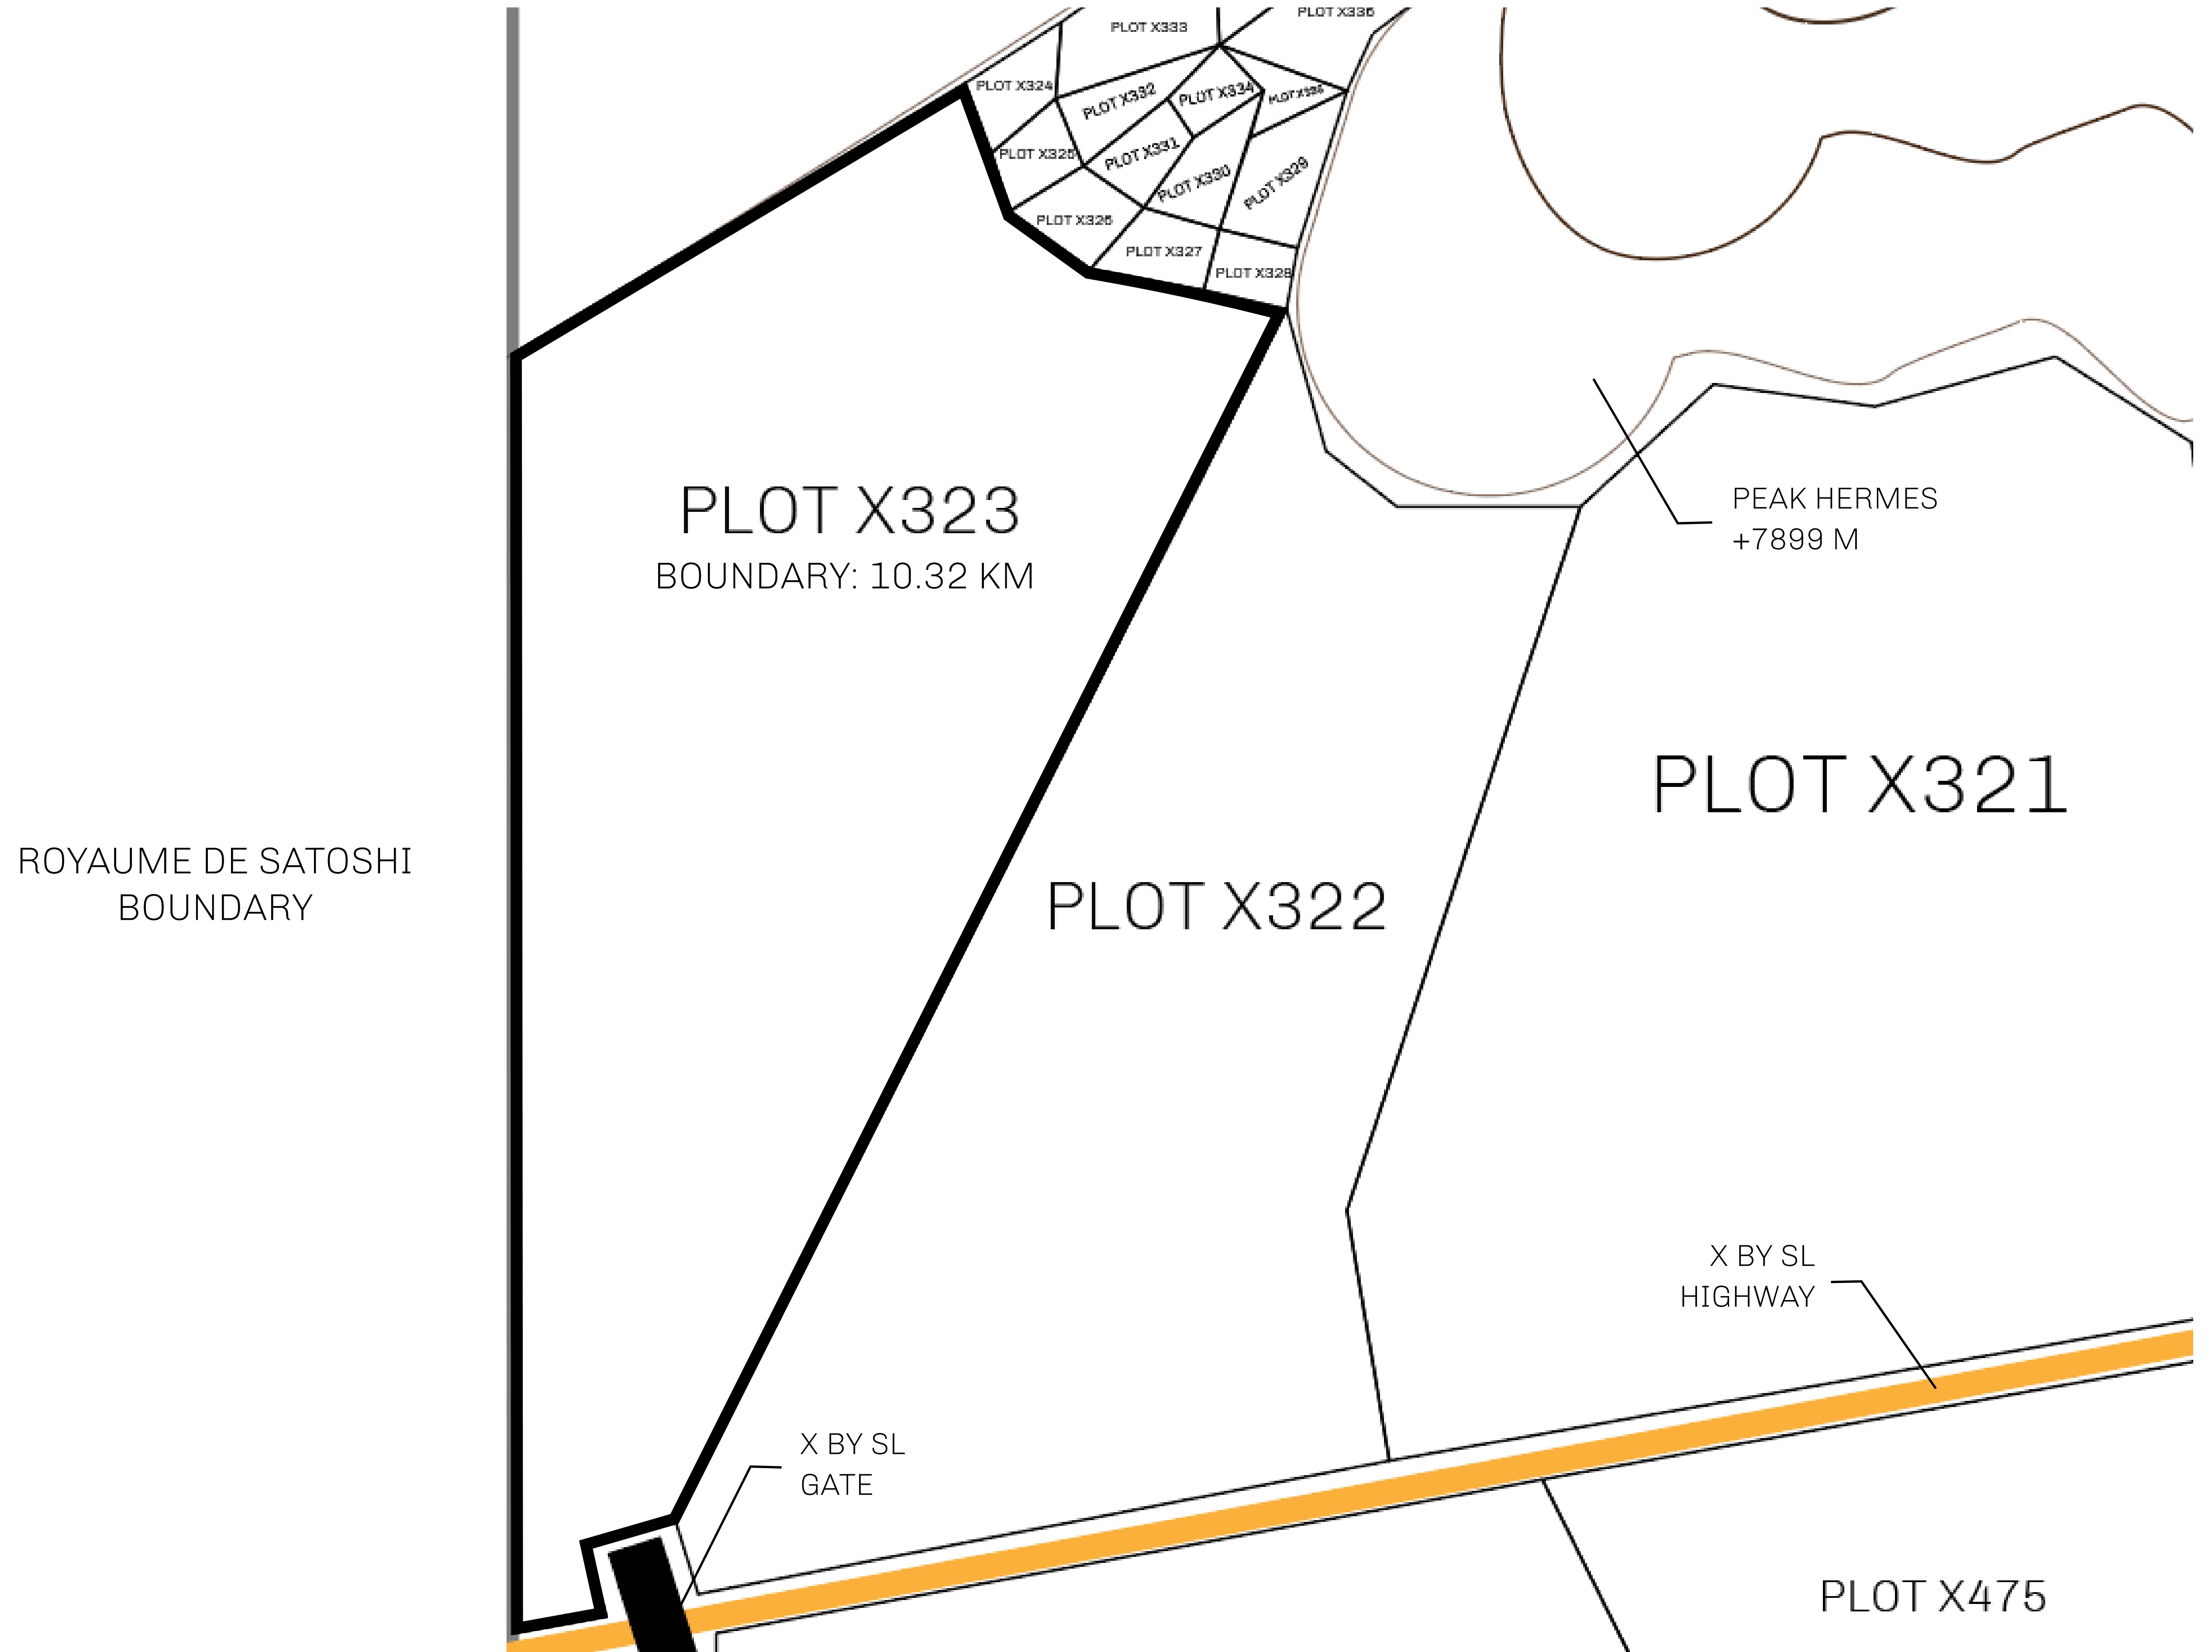 PLOT X333
PLOT X336
PLOT X324
PLOT X332
PLOT X334
PLOT X325
PLOT X331
PLOT X330
PLOT X329
PLOT X326
PLOT X327
PLOT X328
PLOT X323
BOUNDARY: 10.32 KM
PEAK HERMES
+7899 M
PLOT X321
ROYAUME DE SATOSHI
BOUNDARY
PLOT X322
X BY SL
HIGHWAY
X BY SL
GATE
PLOT X475